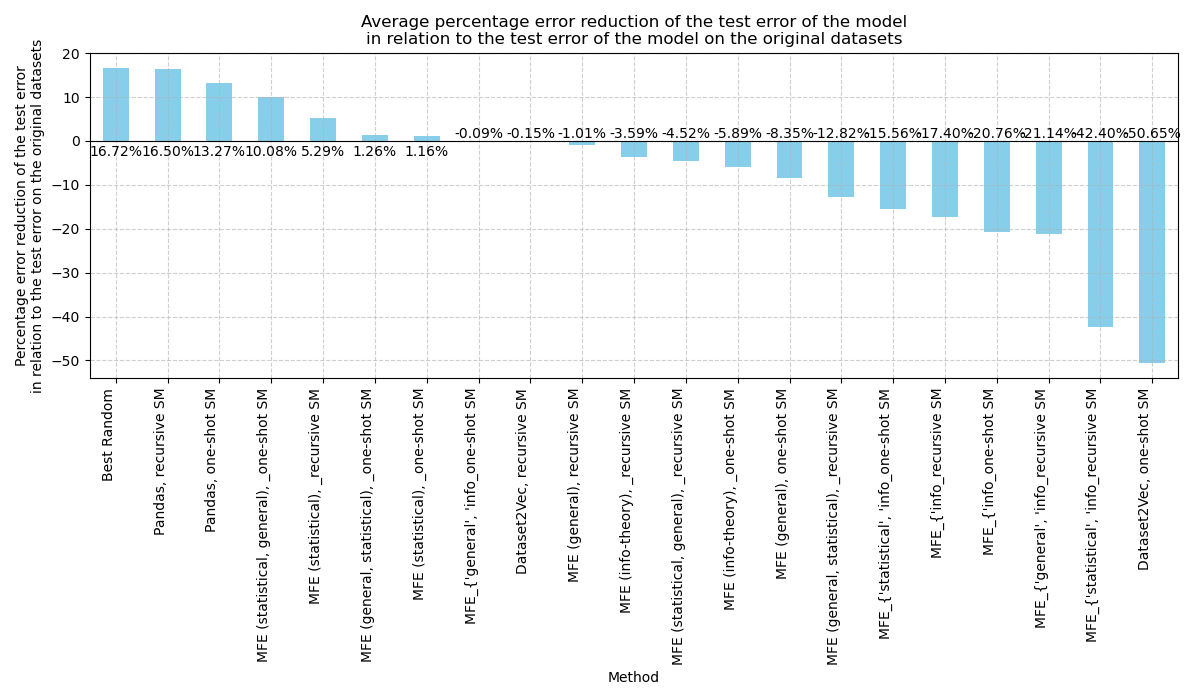 Average percentage error reduction of the test error of the model
in relation to the test error of the model on the original datasets
Percentage error reduction of the test error
in relation to the test error on the original datasets
20
10
0
−10
−20
−30
−40
−50
16.72%
16.50%
13.27%
10.08%
5.29%
1.26%
1.16%
-0.09%
-0.15%
-1.01%
-3.59%
-4.52%
-5.89%
-8.35%
-12.82%
-15.56%
-17.40%
-20.76%
-21.14%
-42.40%
-50.65%
Best Random
Pandas, recursive SM
Pandas, one-shot SM
MFE (statistical, general), _one-shot SM
MFE (statistical), _recursive SM
MFE (general, statistical), _one-shot SM
MFE (statistical), _one-shot SM
MFE_{'general', 'info_one-shot SM
Dataset2Vec, recursive SM
MFE (general), recursive SM
MFE (info-theory), _recursive SM
MFE (statistical, general), _recursive SM
MFE (info-theory), _one-shot SM
MFE (general), one-shot SM
MFE (general, statistical), _recursive SM
MFE_{'statistical', 'info_one-shot SM
MFE_{'info_recursive SM
MFE_{'info_one-shot SM
MFE_{'general', 'info_recursive SM
MFE_{'statistical', 'info_recursive SM
Dataset2Vec, one-shot SM
Method